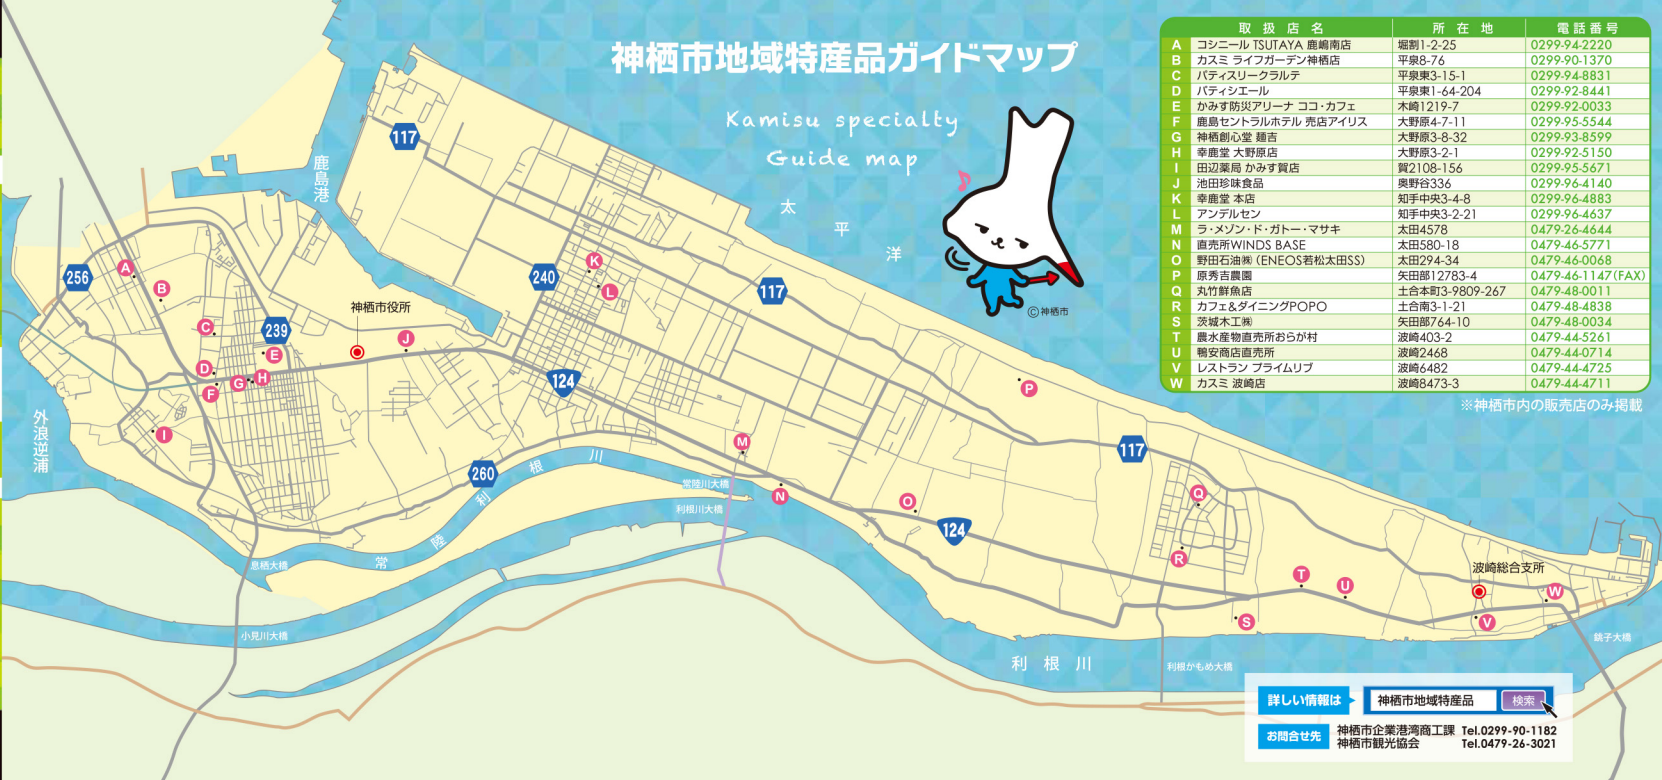 神栖市地域特産品ガイドマップ
Kamisu specialty
Guide map
取扱店名 所在地 電話番号
A コシニール TSUTAYA 鹿嶋南店 堀割1-2-25 0299-94-2220
B カスミ ライフガーデン神栖店 平泉8-76 0299-90-1370
C パティスリークラルテ 平泉東3-15-1 0299-94-8831
D パティシエール 平泉東1-64-204 0299-92-8441
E かみす防災アリーナ ココ・カフェ 木崎1219-7 0299-92-0033
F 鹿島セントラルホテル 売店アイリス 大野原4-7-11 0299-95-5544
G 神栖創心堂 麺吉 大野原3-8-32 0299-93-8599
H 幸鹿堂 大野原店 大野原3-2-1 0299-92-5150
I 田辺薬局 かみす賀店 賀2108-156 0299-95-5671
J 池田珍味食品 奥野谷336 0299-96-4140
K 幸鹿堂 本店 知手中央3-4-8 0299-96-4883
L アンデルセン 知手中央3-2-21 0299-96-4637
M ラ・メゾン・ド・ガトー・マサキ 太田4578 0479-26-4644
N 直売所WINDS BASE 太田580-18 0479-46-5771
O 野田石油㈱（ENEOS若松太田SS） 太田294-34 0479-46-0068
P 原秀吉農園 矢田部12783-4 0479-46-1147(FAX)
Q 丸竹鮮魚店 土合本町3-9809-267 0479-48-0011
R カフェ&ダイニングPOPO 土合南3-1-21 0479-48-4838
S 茨城木工㈱ 矢田部764-10 0479-48-0034
T 農水産物直売所おらが村 波崎403-2 0479-44-5261
U 鴨安商店直売所 波崎2468 0479-44-0714
V レストラン プライムリブ 波崎6482 0479-44-4725
W カスミ 波崎店 波崎8473-3 0479-44-4711
※神栖市内の販売店のみ掲載
©神栖市
太平洋
鹿島港
117
256
A
B
C
239
神栖市役所
J
E
D
G
H
F
I
240
K
L
117
124
260
外浪逆浦
常陸利根川
M
常陸川大橋
利根川大橋
N
O
124
P
117
Q
R
S
T
U
波崎総合支所
W
V
息栖大橋
小見川大橋
利根川
利根かもめ大橋
銚子大橋
詳しい情報は 神栖市地域特産品 検索
お問合せ先 神栖市企業港湾商工課 Tel.0299-90-1182
神栖市観光協会 Tel.0479-26-3021